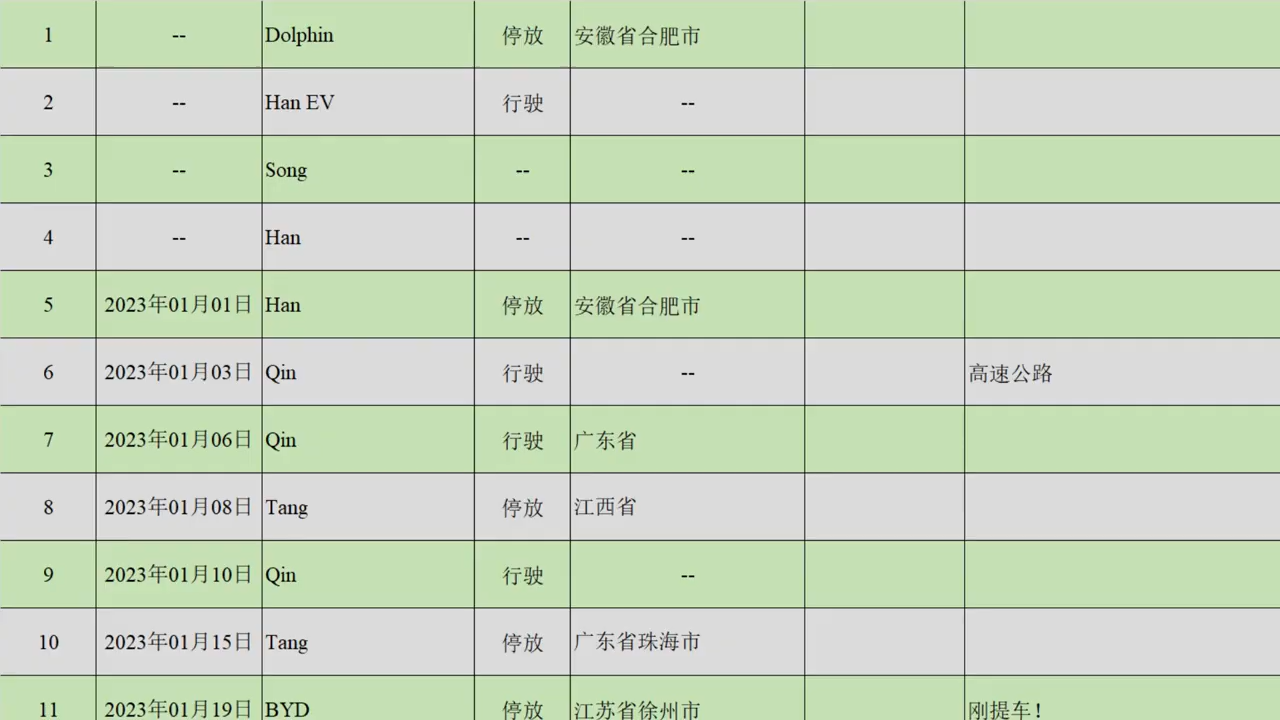 1 -- Dolphin 停放 安徽省合肥市
2 -- Han EV 行驶 --
3 -- Song -- --
4 -- Han -- --
5 2023年01月01日 Han 停放 安徽省合肥市
6 2023年01月03日 Qin 行驶 -- 高速公路
7 2023年01月06日 Qin 行驶 广东省
8 2023年01月08日 Tang 停放 江西省
9 2023年01月10日 Qin 行驶 --
10 2023年01月15日 Tang 停放 广东省珠海市
11 2023年01月19日 BYD 停放 江苏省徐州市 刚提车！